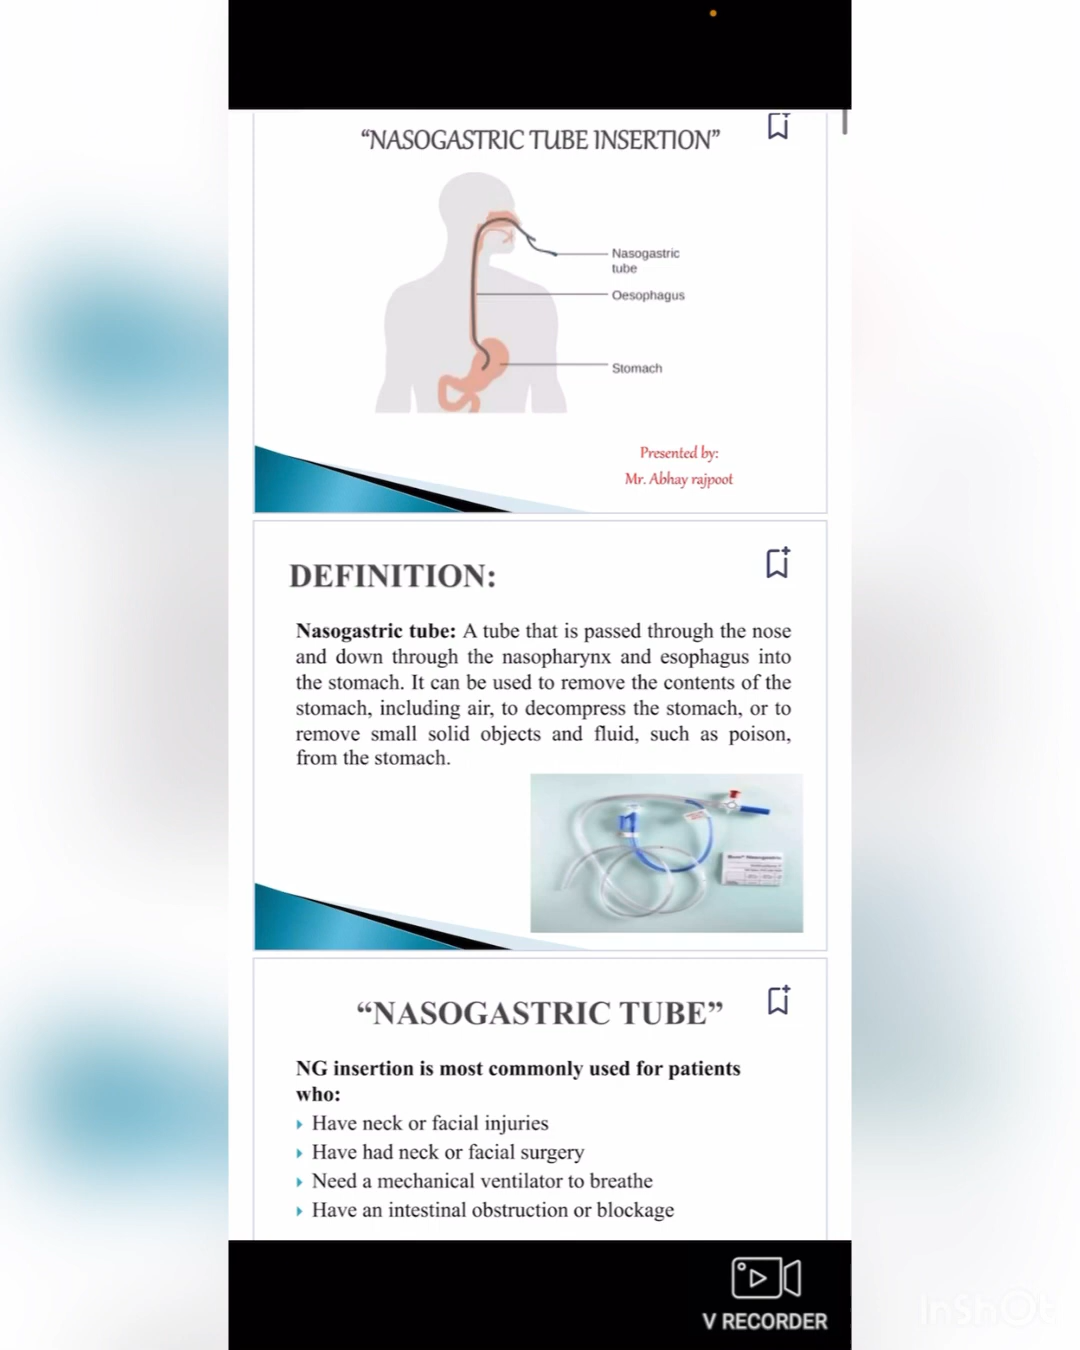 “NASOGASTRIC TUBE INSERTION”
Nasogastric
tube
Oesophagus
Stomach
Presented by:
Mr. Abhay rajpoot
DEFINITION:
Nasogastric tube: A tube that is passed through the nose
and down through the nasopharynx and esophagus into
the stomach. It can be used to remove the contents of the
stomach, including air, to decompress the stomach, or to
remove small solid objects and fluid, such as poison,
from the stomach.
“NASOGASTRIC TUBE”
NG insertion is most commonly used for patients
who:
Have neck or facial injuries
Have had neck or facial surgery
Need a mechanical ventilator to breathe
Have an intestinal obstruction or blockage
V RECORDER
InShOt